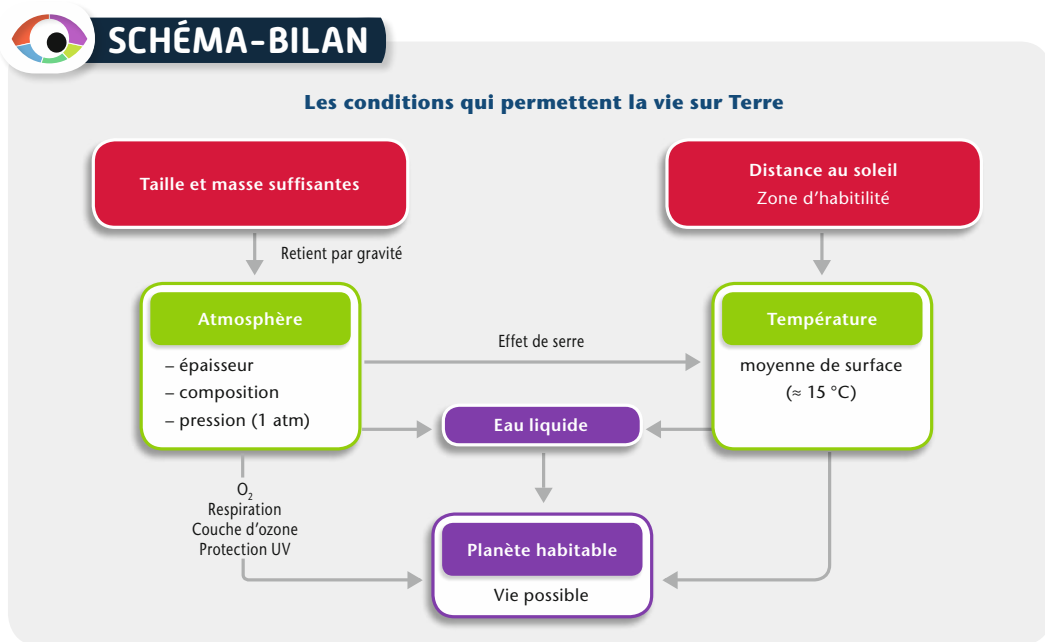 SCHÉMA-BILAN
Les conditions qui permettent la vie sur Terre
Taille et masse suffisantes
Distance au soleil
Zone d'habitilité
Retient par gravité
Atmosphère
– épaisseur
– composition
– pression (1 atm)
Effet de serre
Température
moyenne de surface
(≈ 15 °C)
Eau liquide
O₂
Respiration
Couche d'ozone
Protection UV
Planète habitable
Vie possible